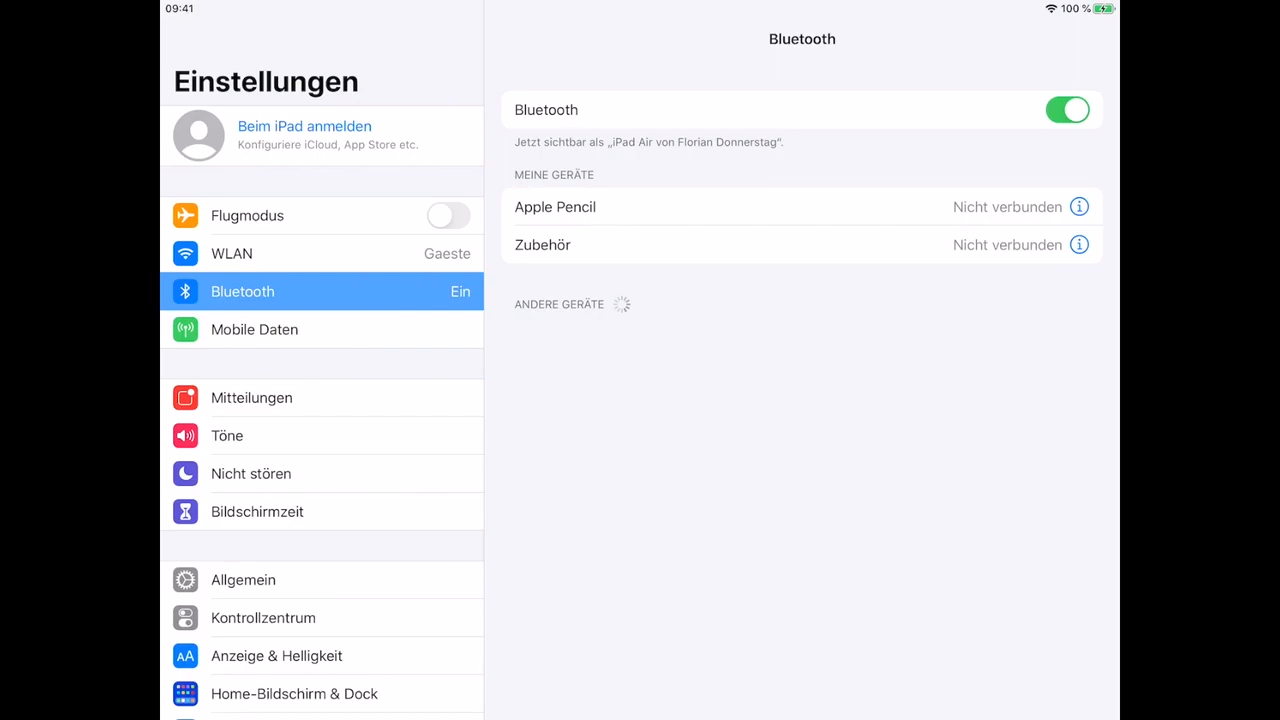 09:41
100 %
Einstellungen
Beim iPad anmelden
Konfiguriere iCloud, App Store etc.
Flugmodus
WLAN Gaeste
Bluetooth Ein
Mobile Daten
Mitteilungen
Töne
Nicht stören
Bildschirmzeit
Allgemein
Kontrollzentrum
AA Anzeige & Helligkeit
Home-Bildschirm & Dock
Bluetooth
Bluetooth
Jetzt sichtbar als „iPad Air von Florian Donnerstag“.
MEINE GERÄTE
Apple Pencil Nicht verbunden
Zubehör Nicht verbunden
ANDERE GERÄTE